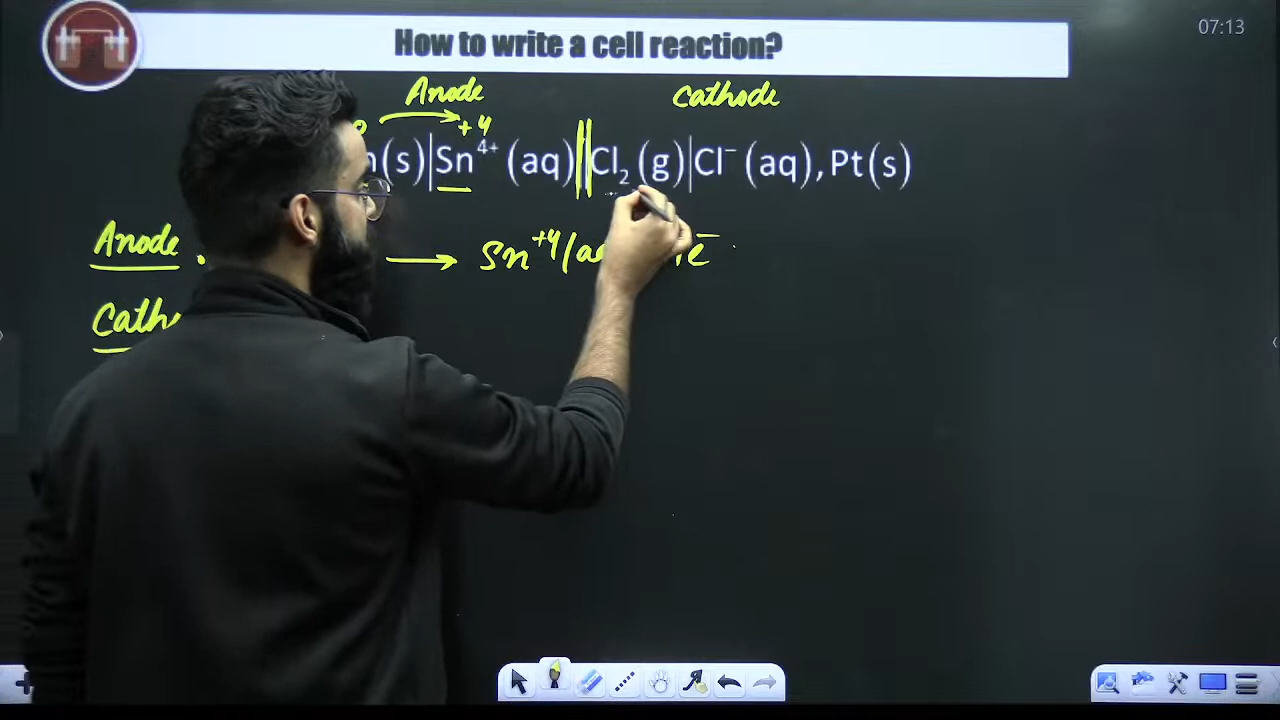 07:13
How to write a cell reaction?
Anode Cathode
+4
(s)|Sn⁴⁺(aq)||Cl₂(g)|Cl⁻(aq), Pt(s)
Anode → Sn⁺⁴(a e⁻
Cath